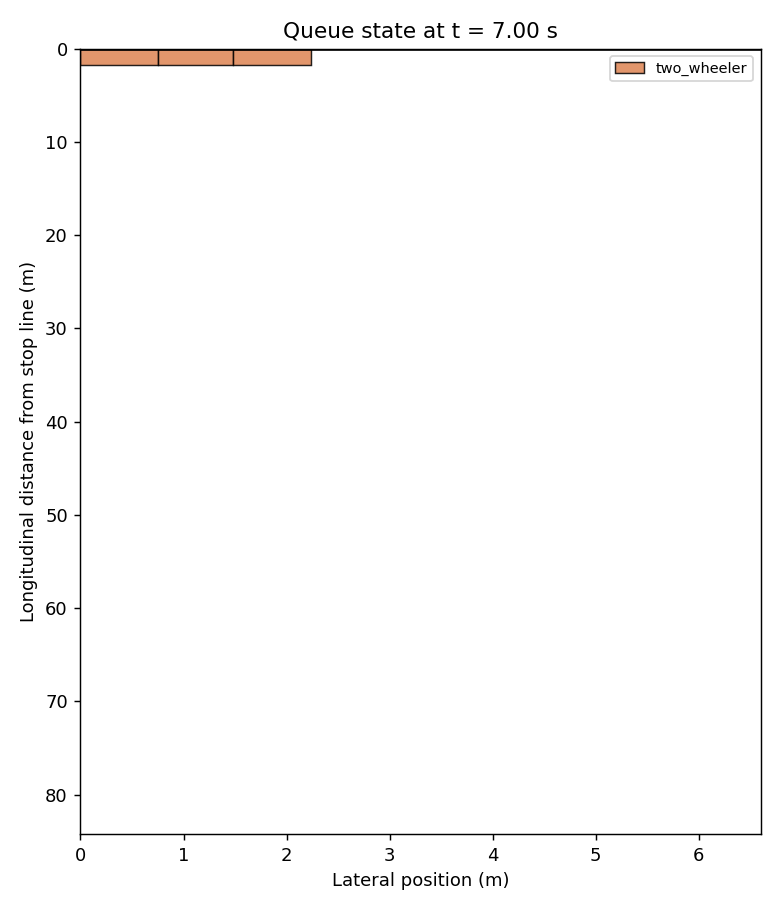 Queue state at t = 7.00 s
two_wheeler
0
10
20
30
40
50
60
70
80
Longitudinal distance from stop line (m)
0 1 2 3 4 5 6
Lateral position (m)